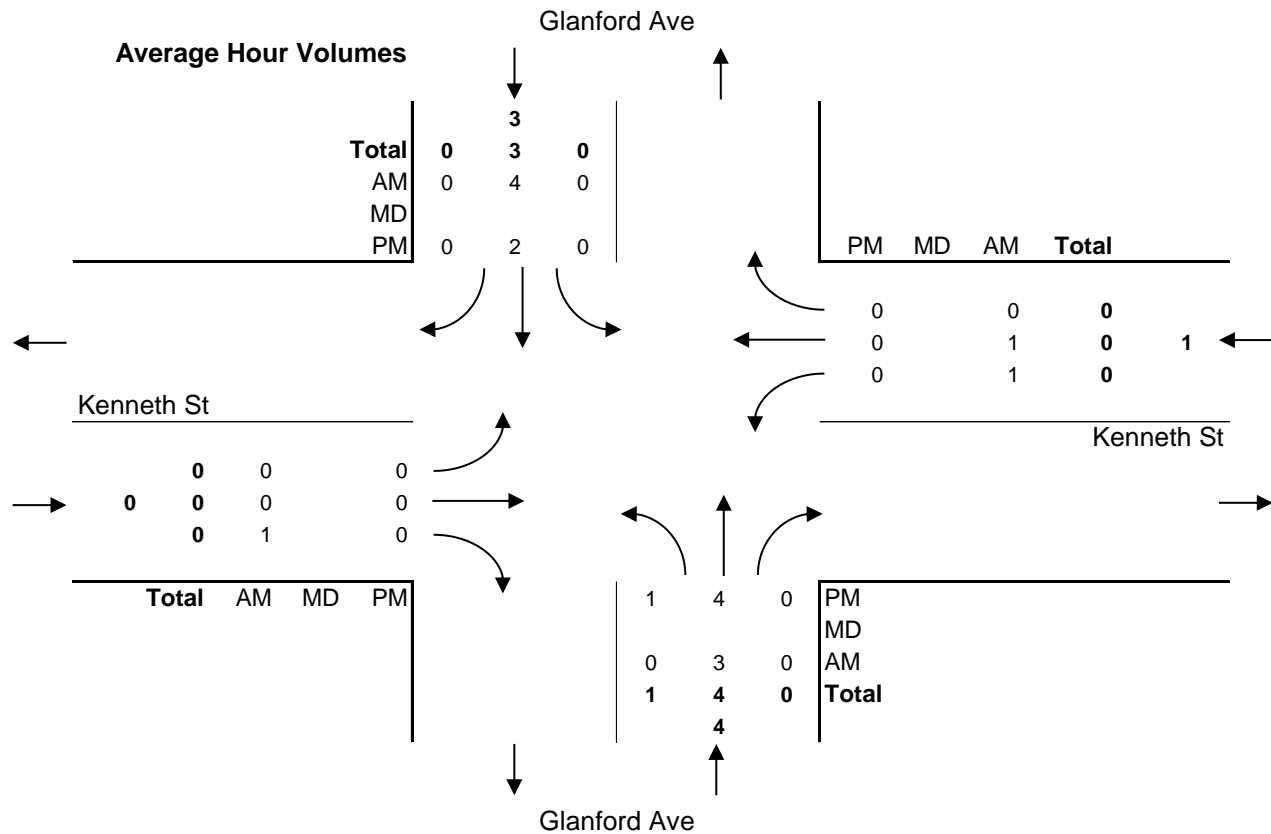 Glanford Ave
Average Hour Volumes
3
Total 0 3 0
AM 0 4 0
MD
PM 0 2 0
PM MD AM Total
0 0 0
0 1 0 1
0 1 0
Kenneth St
Kenneth St
0 0 0
0 0 0 0
0 1 0
Total AM MD PM
1 4 0 PM
MD
0 3 0 AM
1 4 0 Total
4
Glanford Ave